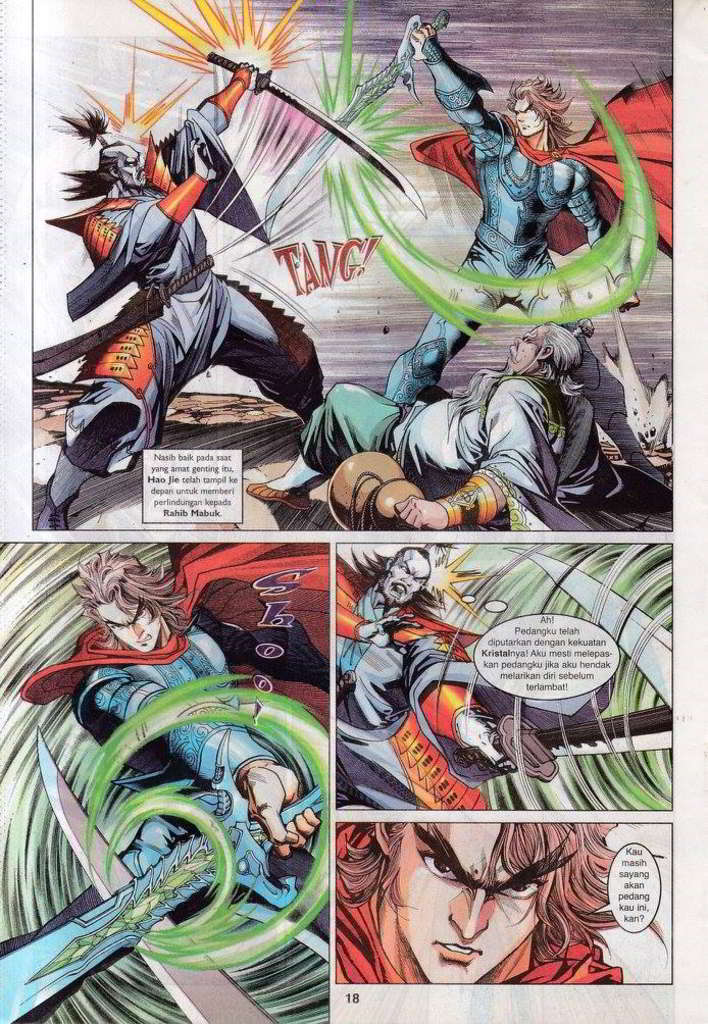 TANG!
Nasib baik pada saat
yang amat genting itu,
Hao Jie telah tampil ke
depan untuk memberi
perlindungan kepada
Rahib Mabuk.
Shooo
Ah!
Pedangku telah
diputarkan dengan kekuatan
Kristalnya! Aku mesti melepas-
kan pedangku jika aku hendak
melarikan diri sebelum
terlambat!
Kau
masih
sayang
akan
pedang
kau ini,
kan?
18